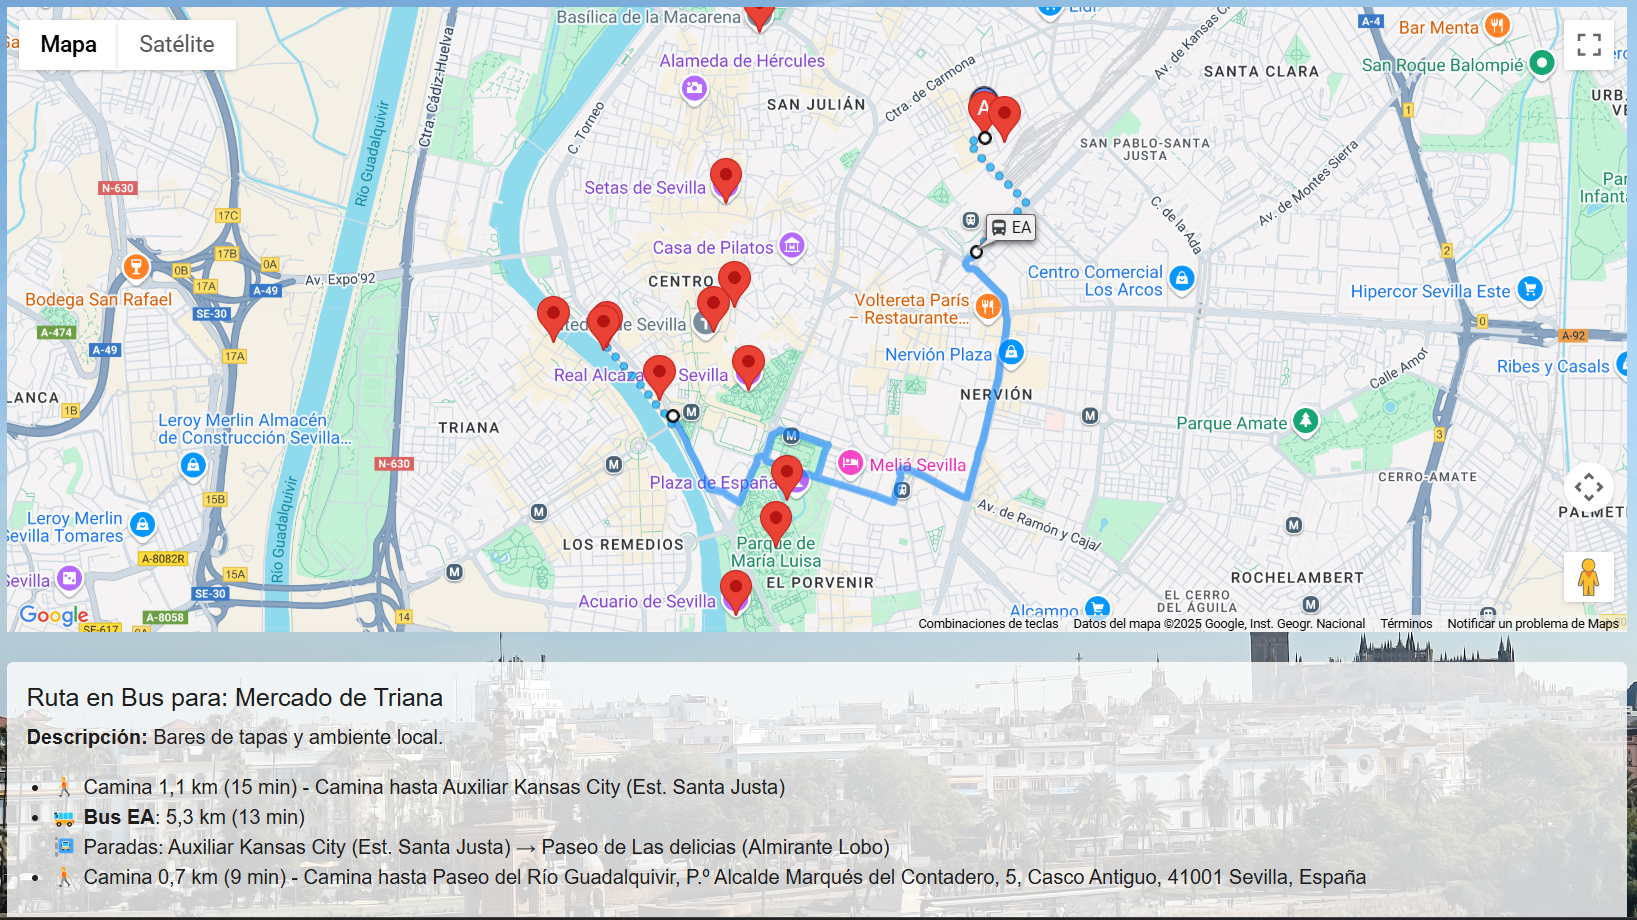 Mapa
Satélite
Basílica de la Macarena
Lidl
A-4
Bar Menta
Alameda de Hércules
San Roque Balompié
SANTA CLARA
SAN JULIÁN
Ctra. de Carmona
Av. de Kansas City
Ctra. Cádiz-Huelva
C. Torneo
Río Guadalquivir
A
URB.
1
SAN PABLO-SANTA
JUSTA
Av. de Montes Sierra
N-630
Setas de Sevilla
Infanta
17C
C. de la Ada
EA
Casa de Pilatos
17B
0A
0B
2
Av. Expo'92
Centro Comercial
Los Arcos
CENTRO
17A
A-49
Hipercor Sevilla Este
Bodega San Rafael
Voltereta París
– Restaurante...
SE-30
A-474
de Sevilla
0
A-92
A-49
17A
Nervión Plaza
Calle Amor
Ribes y Casals
Real Alcázar
Sevilla
NERVIÓN
LANCA
1B
M
M
Leroy Merlin Almacén
de Construcción Sevilla...
TRIANA
Parque Amate
3
M
N-630
M
Meliá Sevilla
CERRO-AMATE
Plaza de España
15B
Río Guadalquivir
Av. de Ramón y Cajal
M
M
PALMETE
Leroy Merlin
Sevilla Tomares
LOS REMEDIOS
Parque de
María Luisa
A-8082R
15A
M
EL PORVENIR
ROCHELAMBERT
Sevilla
SE-30
Acuario de Sevilla
EL CERRO
DEL ÁGUILA
M
Alcampo
Google
A-8058
14
SE-617
0A
Combinaciones de teclas
Datos del mapa ©2025 Google, Inst. Geogr. Nacional
Términos
Notificar un problema de Maps
Ruta en Bus para: Mercado de Triana
Descripción: Bares de tapas y ambiente local.
Camina 1,1 km (15 min) - Camina hasta Auxiliar Kansas City (Est. Santa Justa)
Bus EA: 5,3 km (13 min)
Paradas: Auxiliar Kansas City (Est. Santa Justa) → Paseo de Las delicias (Almirante Lobo)
Camina 0,7 km (9 min) - Camina hasta Paseo del Río Guadalquivir, P.º Alcalde Marqués del Contadero, 5, Casco Antiguo, 41001 Sevilla, España